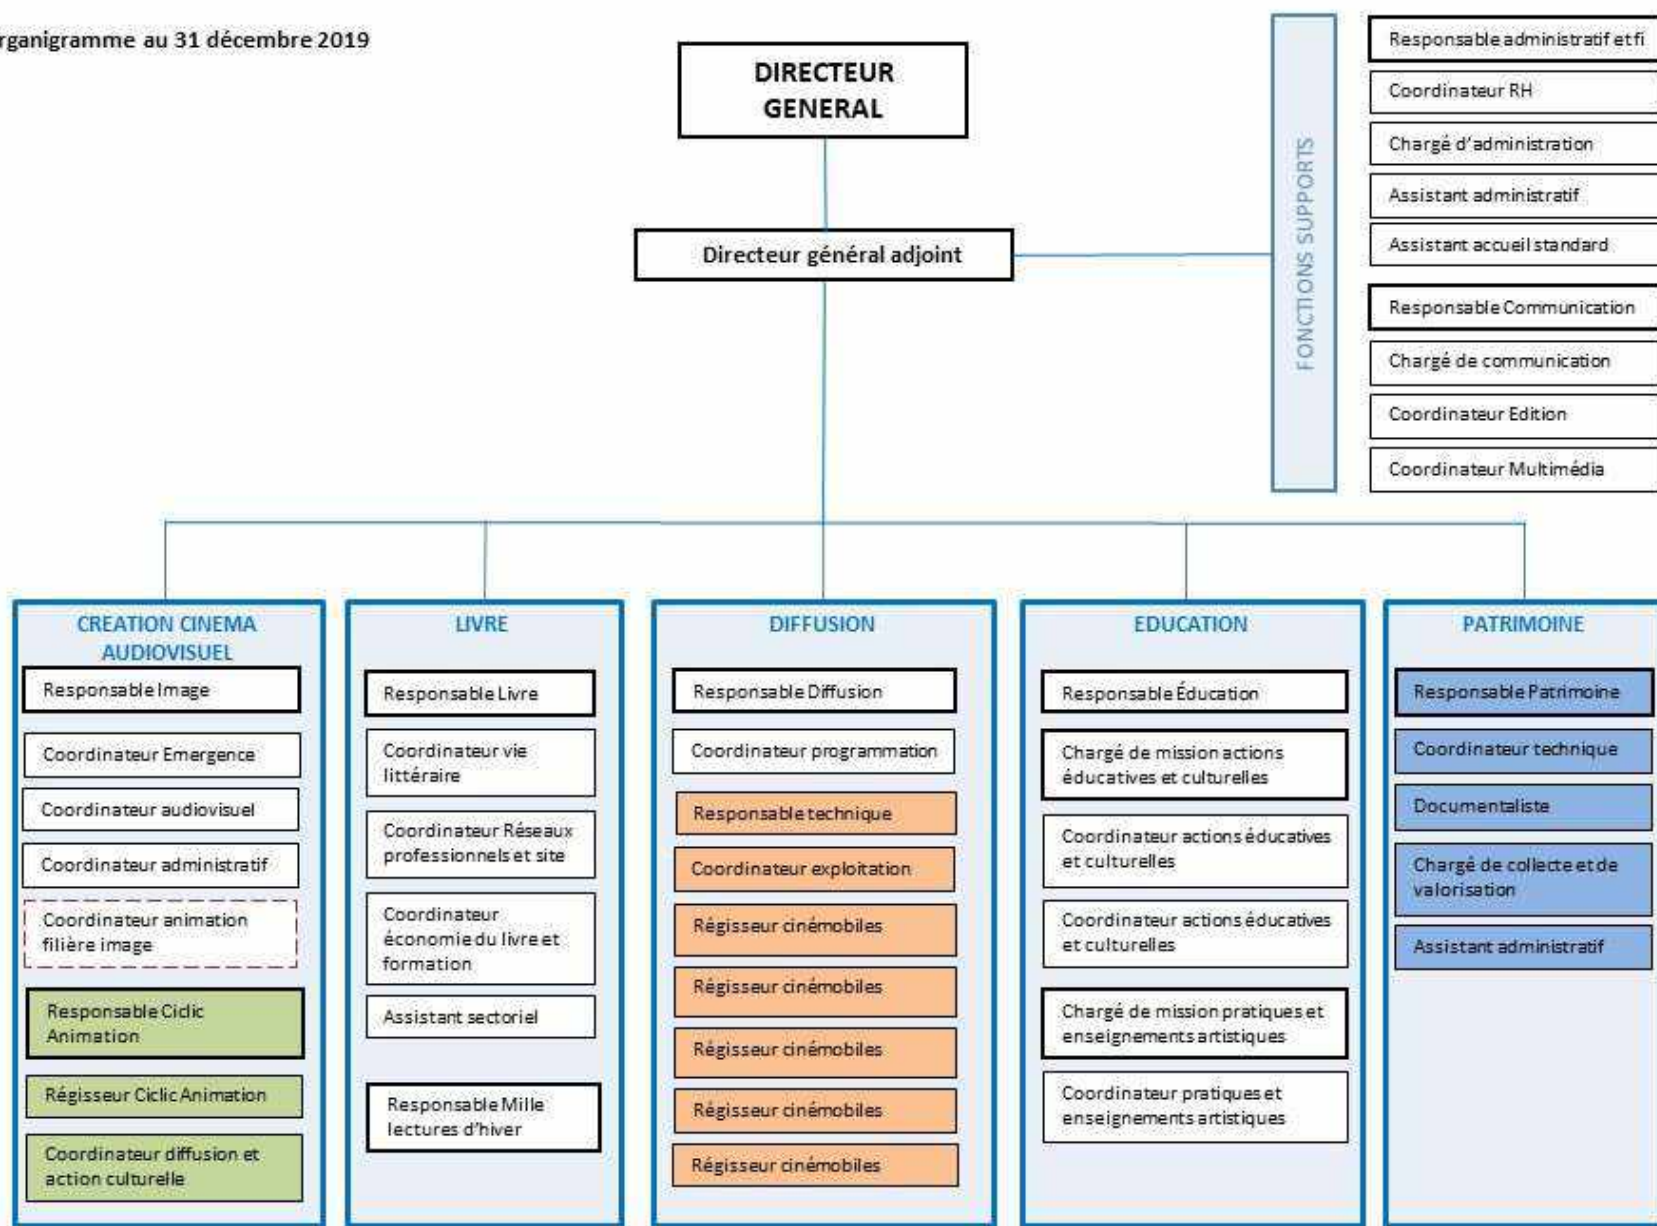 rganigramme au 31 décembre 2019
DIRECTEUR
GENERAL
Directeur général adjoint
FONCTIONS SUPPORTS
Responsable administratif et fi
Coordinateur RH
Chargé d'administration
Assistant administratif
Assistant accueil standard
Responsable Communication
Chargé de communication
Coordinateur Edition
Coordinateur Multimédia
CREATION CINEMA
AUDIOVISUEL
Responsable Image
Coordinateur Emergence
Coordinateur audiovisuel
Coordinateur administratif
Coordinateur animation
filière image
Responsable Ciclic
Animation
Régisseur Ciclic Animation
Coordinateur diffusion et
action culturelle
LIVRE
Responsable Livre
Coordinateur vie
littéraire
Coordinateur Réseaux
professionnels et site
Coordinateur
économie du livre et
formation
Assistant sectoriel
Responsable Mille
lectures d'hiver
DIFFUSION
Responsable Diffusion
Coordinateur programmation
Responsable technique
Coordinateur exploitation
Régisseur cinémobiles
Régisseur cinémobiles
Régisseur cinémobiles
Régisseur cinémobiles
Régisseur cinémobiles
EDUCATION
Responsable Éducation
Chargé de mission actions
éducatives et culturelles
Coordinateur actions éducatives
et culturelles
Coordinateur actions éducatives
et culturelles
Chargé de mission pratiques et
enseignements artistiques
Coordinateur pratiques et
enseignements artistiques
PATRIMOINE
Responsable Patrimoine
Coordinateur technique
Documentaliste
Chargé de collecte et de
valorisation
Assistant administratif